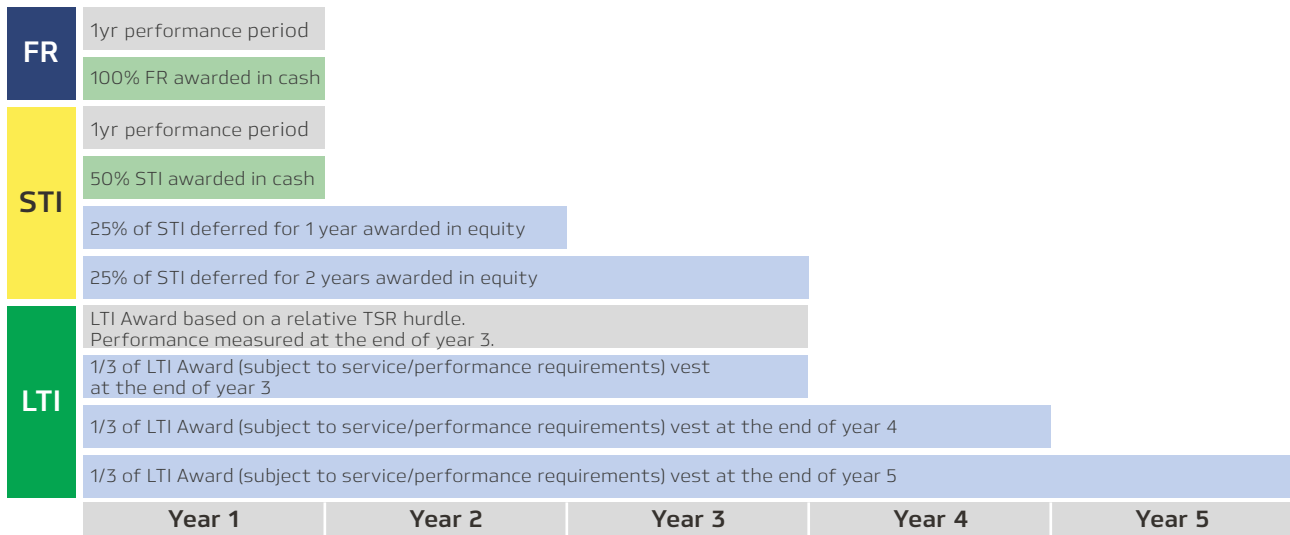 FR
1yr performance period
100% FR awarded in cash
STI
1yr performance period
50% STI awarded in cash
25% of STI deferred for 1 year awarded in equity
25% of STI deferred for 2 years awarded in equity
LTI
LTI Award based on a relative TSR hurdle.
Performance measured at the end of year 3.
1/3 of LTI Award (subject to service/performance requirements) vest
at the end of year 3
1/3 of LTI Award (subject to service/performance requirements) vest at the end of year 4
1/3 of LTI Award (subject to service/performance requirements) vest at the end of year 5
Year 1 Year 2 Year 3 Year 4 Year 5